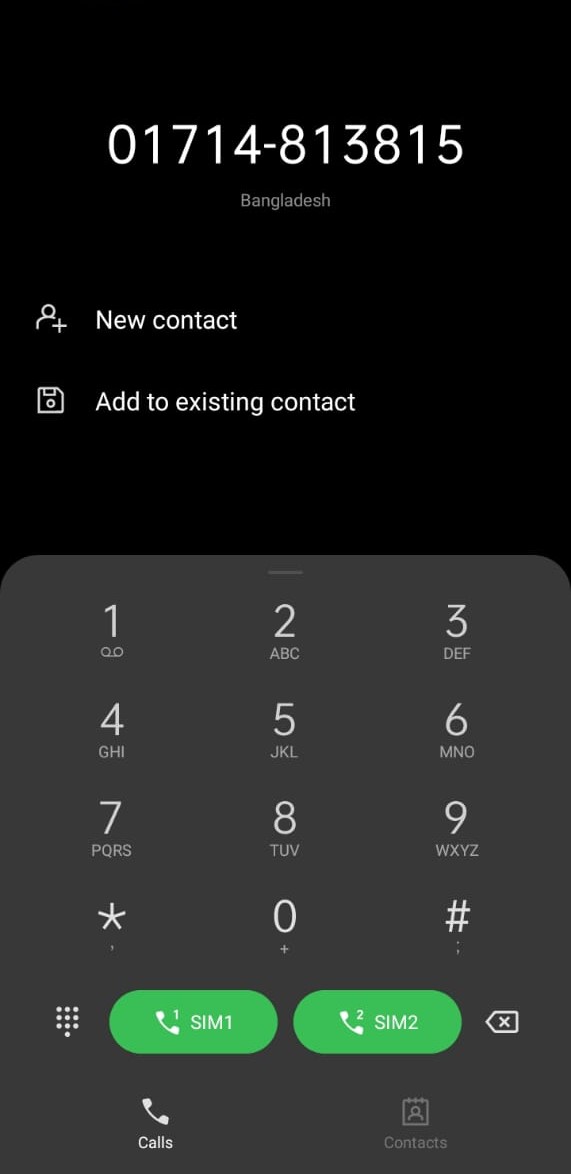 01714-813815
Bangladesh
New contact
Add to existing contact
1 2 3
ABC DEF
4 5 6
GHI JKL MNO
7 8 9
PQRS TUV WXYZ
* 0 #
, + ;
1 SIM1 2 SIM2
Calls Contacts